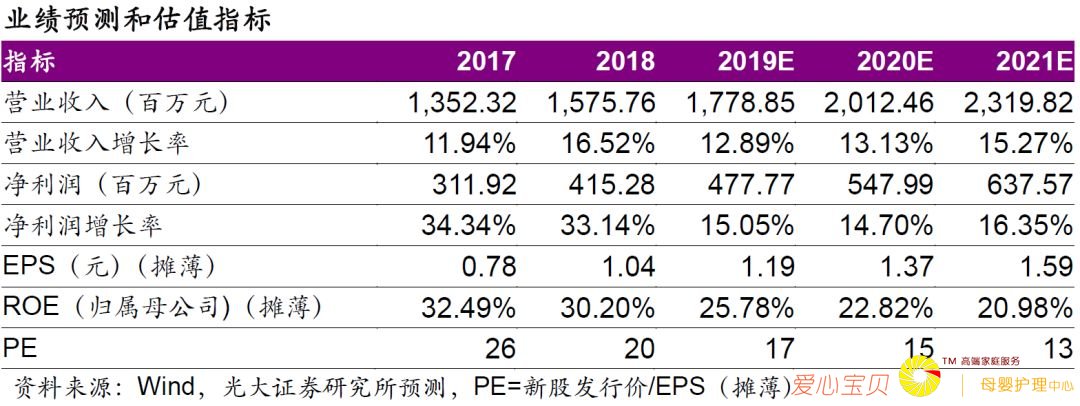 业绩预测和估值指标
指标 2017 2018 2019E 2020E 2021E
营业收入（百万元） 1,352.32 1,575.76 1,778.85 2,012.46 2,319.82
营业收入增长率 11.94% 16.52% 12.89% 13.13% 15.27%
净利润（百万元） 311.92 415.28 477.77 547.99 637.57
净利润增长率 34.34% 33.14% 15.05% 14.70% 16.35%
EPS（元）（摊薄） 0.78 1.04 1.19 1.37 1.59
ROE（归属母公司)（摊薄） 32.49% 30.20% 25.78% 22.82% 20.98%
PE 26 20 17 15 13
资料来源：Wind，光大证券研究所预测，PE=新股发行价/EPS（摊薄)
爱心宝贝 TM 高端家庭服务
母婴护理中心